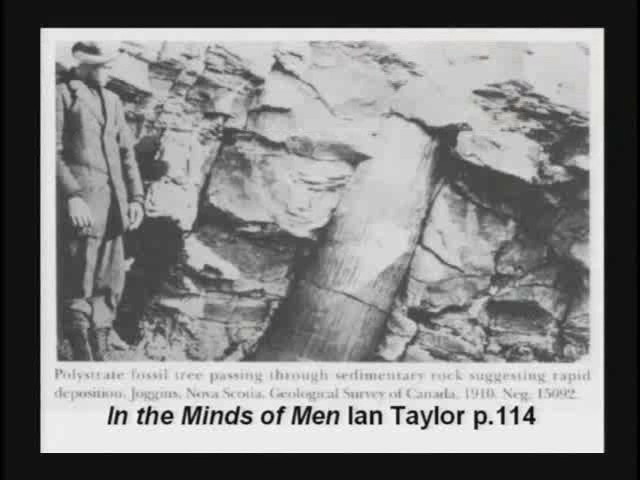 Polystrate fossil tree passing through sedimentary rock suggesting rapid
deposition. Joggins, Nova Scotia. Geological Survey of Canada, 1910. Neg. 15092.
In the Minds of Men Ian Taylor p.114